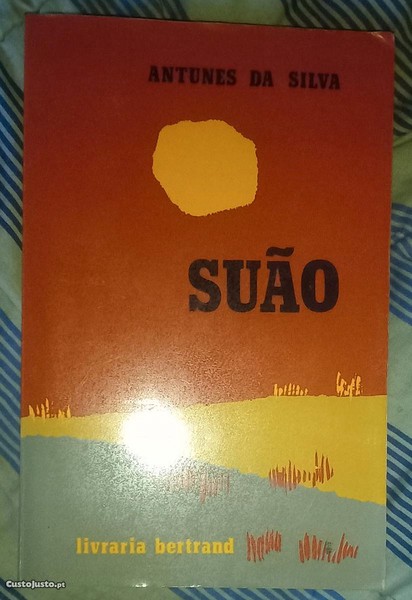 ANTUNES DA SILVA
SUÃO
livraria bertrand
CustoJusto.pt